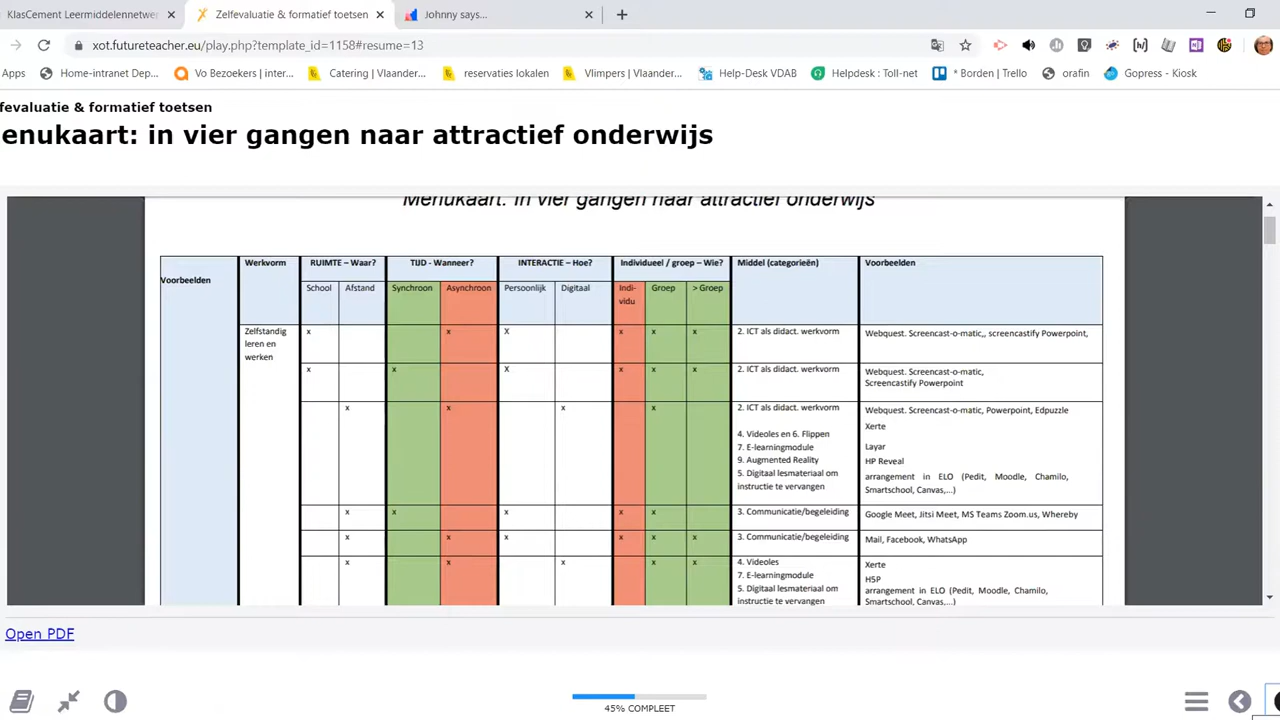 KlasCement Leermiddelennetwe
Zelfevaluatie & formatief toetsen
Johnny says...
xot.futureteacher.eu/play.php?template_id=1158#resume=13
Apps
Home-intranet Dep...
Vo Bezoekers | inter...
Catering | Vlaander...
reservaties lokalen
Vlimpers | Vlaander...
Help-Desk VDAB
Helpdesk : Toll-net
* Borden | Trello
orafin
Gopress - Kiosk
fevaluatie & formatief toetsen
enukaart: in vier gangen naar attractief onderwijs
Menukaart: in vier gangen naar attractief onderwijs
Voorbeelden
Werkvorm
RUIMTE – Waar?
TIJD - Wanneer?
INTERACTIE – Hoe?
Individueel / groep – Wie?
Middel (categorieën)
Voorbeelden
School
Afstand
Synchroon
Asynchroon
Persoonlijk
Digitaal
Indi-
vidu
Groep
> Groep
Zelfstandig
leren en
werken
x x X x x x
2. ICT als didact. werkvorm
Webquest. Screencast-o-matic,, screencastify Powerpoint,
x x x x x x
2. ICT als didact. werkvorm
Webquest. Screencast-o-matic,
Screencastify Powerpoint
x x x x
2. ICT als didact. werkvorm
4. Videoles en 6. Flippen
7. E-learningmodule
9. Augmented Reality
5. Digitaal lesmateriaal om
instructie te vervangen
Webquest. Screencast-o-matic, Powerpoint, Edpuzzle
Xerte
Layar
HP Reveal
arrangement in ELO (Pedit, Moodle, Chamilo,
Smartschool, Canvas,...)
x x x x x
3. Communicatie/begeleiding
Google Meet, Jitsi Meet, MS Teams Zoom.us, Whereby
x x x x x x
3. Communicatie/begeleiding
Mail, Facebook, WhatsApp
x x x x x
4. Videoles
7. E-learningmodule
5. Digitaal lesmateriaal om
instructie te vervangen
Xerte
H5P
arrangement in ELO (Pedit, Moodle, Chamilo,
Smartschool, Canvas,...)
Open PDF
45% COMPLEET